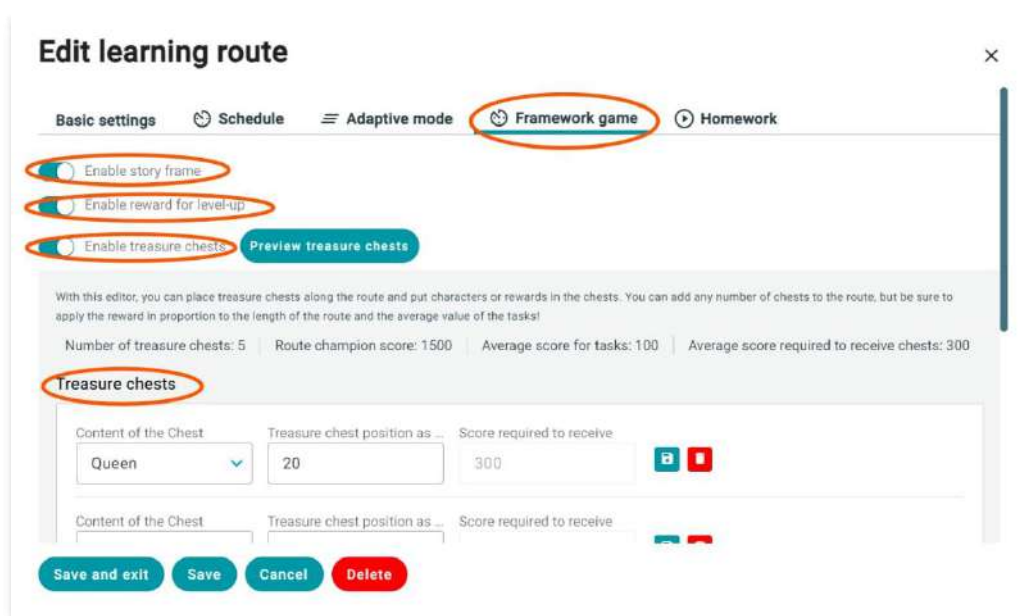 Edit learning route
Basic settings Schedule Adaptive mode Framework game Homework
Enable story frame
Enable reward for level-up
Enable treasure chests Preview treasure chests
With this editor, you can place treasure chests along the route and put characters or rewards in the chests. You can add any number of chests to the route, but be sure to
apply the reward in proportion to the length of the route and the average value of the tasks!
Number of treasure chests: 5 Route champion score: 1500 Average score for tasks: 100 Average score required to receive chests: 300
Treasure chests
Content of the Chest Treasure chest position as ... Score required to receive
Queen 20 300
Content of the Chest Treasure chest position as ... Score required to receive
Save and exit Save Cancel Delete